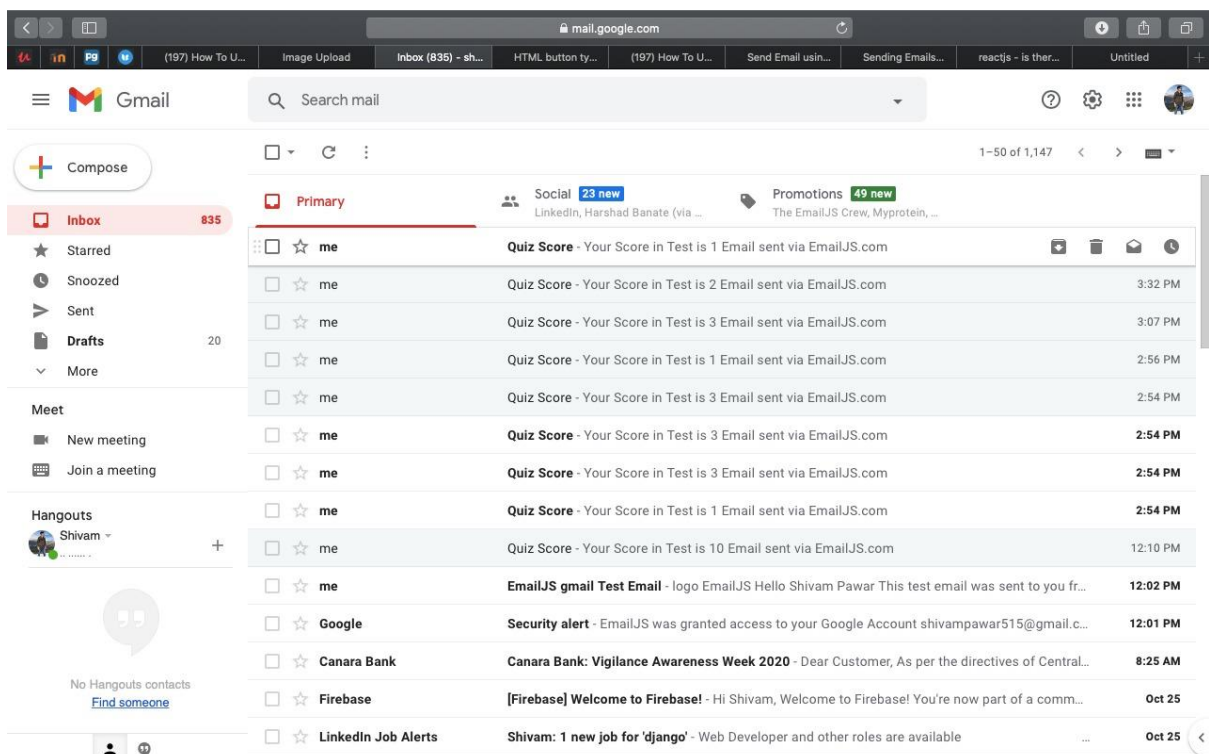 mail.google.com
in Pg (197) How To U... Image Upload Inbox (835) - sh... HTML button ty... (197) How To U... Send Email usin... Sending Emails... reactjs - is ther... Untitled
Gmail Search mail
Compose 1–50 of 1,147
Primary Social 23 new Promotions 49 new
LinkedIn, Harshad Banate (via ... The EmailJS Crew, Myprotein, ...
Inbox 835
Starred
Snoozed
Sent
Drafts 20
More
Meet
New meeting
Join a meeting
Hangouts
Shivam
No Hangouts contacts
Find someone
me Quiz Score - Your Score in Test is 1 Email sent via EmailJS.com
me Quiz Score - Your Score in Test is 2 Email sent via EmailJS.com 3:32 PM
me Quiz Score - Your Score in Test is 3 Email sent via EmailJS.com 3:07 PM
me Quiz Score - Your Score in Test is 1 Email sent via EmailJS.com 2:56 PM
me Quiz Score - Your Score in Test is 3 Email sent via EmailJS.com 2:54 PM
me Quiz Score - Your Score in Test is 3 Email sent via EmailJS.com 2:54 PM
me Quiz Score - Your Score in Test is 3 Email sent via EmailJS.com 2:54 PM
me Quiz Score - Your Score in Test is 1 Email sent via EmailJS.com 2:54 PM
me Quiz Score - Your Score in Test is 10 Email sent via EmailJS.com 12:10 PM
me EmailJS gmail Test Email - logo EmailJS Hello Shivam Pawar This test email was sent to you fr... 12:02 PM
Google Security alert - EmailJS was granted access to your Google Account shivampawar515@gmail.c... 12:01 PM
Canara Bank Canara Bank: Vigilance Awareness Week 2020 - Dear Customer, As per the directives of Central... 8:25 AM
Firebase [Firebase] Welcome to Firebase! - Hi Shivam, Welcome to Firebase! You're now part of a comm... Oct 25
LinkedIn Job Alerts Shivam: 1 new job for 'django' - Web Developer and other roles are available ... Oct 25